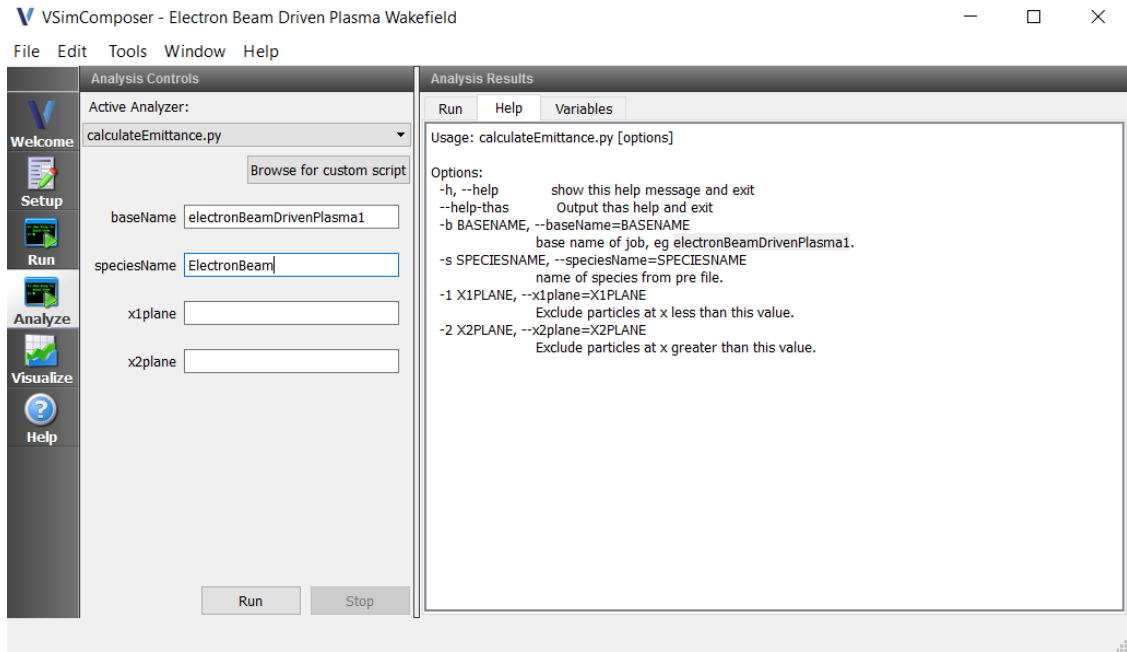 VSimComposer - Electron Beam Driven Plasma Wakefield
File Edit Tools Window Help
Welcome
Setup
Run
Analyze
Visualize
Help
Analysis Controls
Active Analyzer:
calculateEmittance.py
Browse for custom script
baseName electronBeamDrivenPlasma1
speciesName ElectronBeam
x1plane
x2plane
Run Stop
Analysis Results
Run Help Variables
Usage: calculateEmittance.py [options]
Options:
-h, --help show this help message and exit
--help-thas Output thas help and exit
-b BASENAME, --baseName=BASENAME
base name of job, eg electronBeamDrivenPlasma1.
-s SPECIESNAME, --speciesName=SPECIESNAME
name of species from pre file.
-1 X1PLANE, --x1plane=X1PLANE
Exclude particles at x less than this value.
-2 X2PLANE, --x2plane=X2PLANE
Exclude particles at x greater than this value.